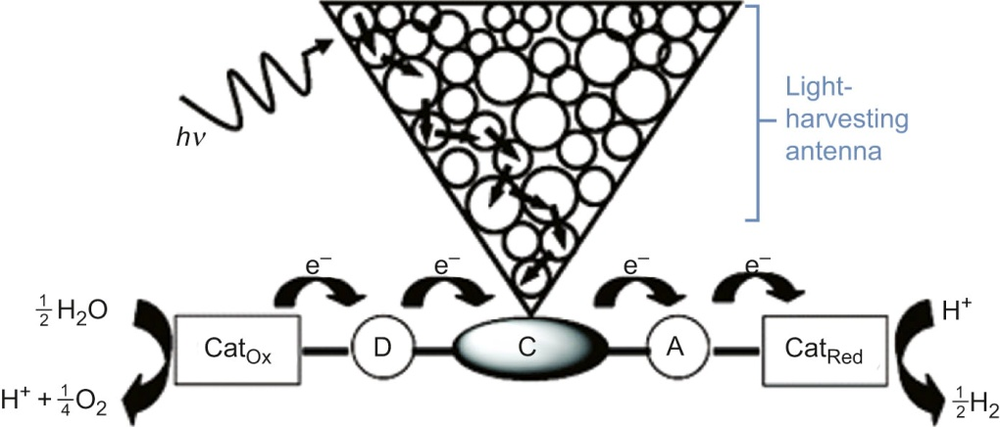 Light-
harvesting
antenna
hν
e⁻ e⁻ e⁻ e⁻
½ H₂O
H⁺
Cat_Ox D C A Cat_Red
H⁺ + ¼O₂
½H₂